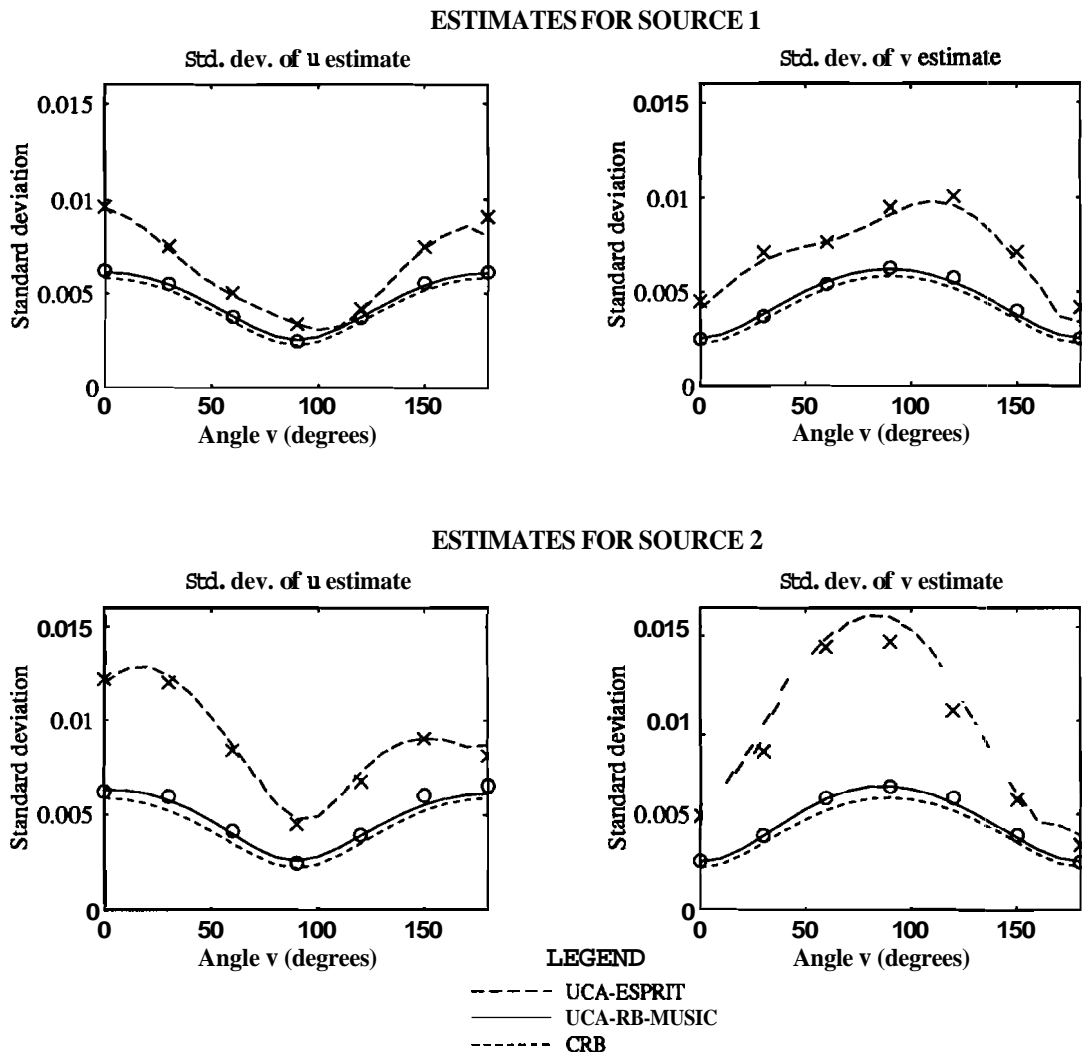 ESTIMATES FOR SOURCE 1
Std. dev. of u estimate
Std. dev. of v estimate
Standard deviation
0.015
0.01
0.005
0
0 50 100 150
Angle v (degrees)
Standard deviation
0.015
0.01
0.005
0
0 50 100 150
Angle v (degrees)
ESTIMATES FOR SOURCE 2
Std. dev. of u estimate
Std. dev. of v estimate
Standard deviation
0.015
0.01
0.005
0
0 50 100 150
Angle v (degrees)
Standard deviation
0.015
0.01
0.005
0
0 50 100 150
Angle v (degrees)
LEGEND
UCA-ESPRIT
UCA-RB-MUSIC
CRB